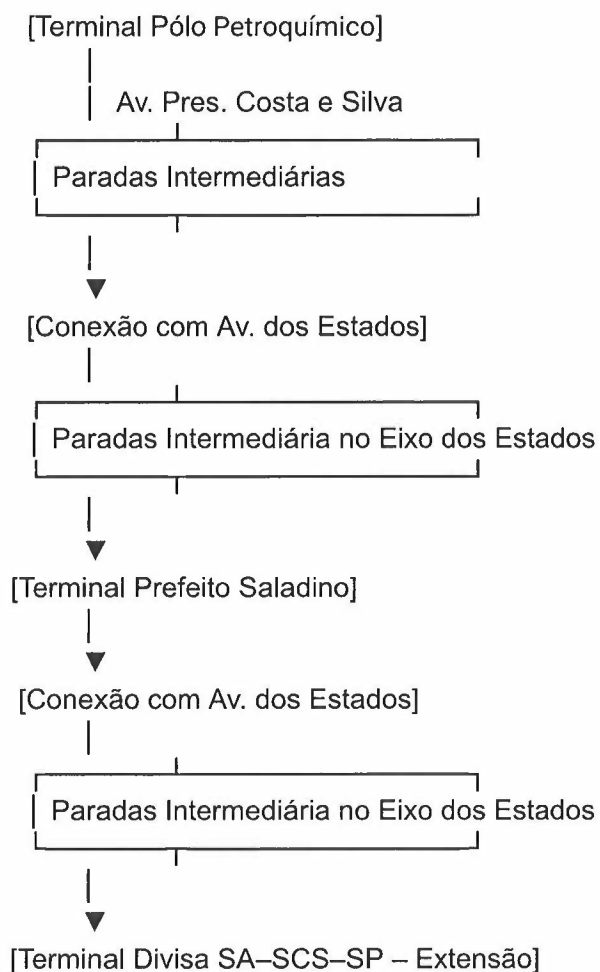 [Terminal Pólo Petroquímico]
Av. Pres. Costa e Silva
Paradas Intermediárias
[Conexão com Av. dos Estados]
Paradas Intermediária no Eixo dos Estados
[Terminal Prefeito Saladino]
[Conexão com Av. dos Estados]
Paradas Intermediária no Eixo dos Estados
[Terminal Divisa SA–SCS–SP – Extensão]